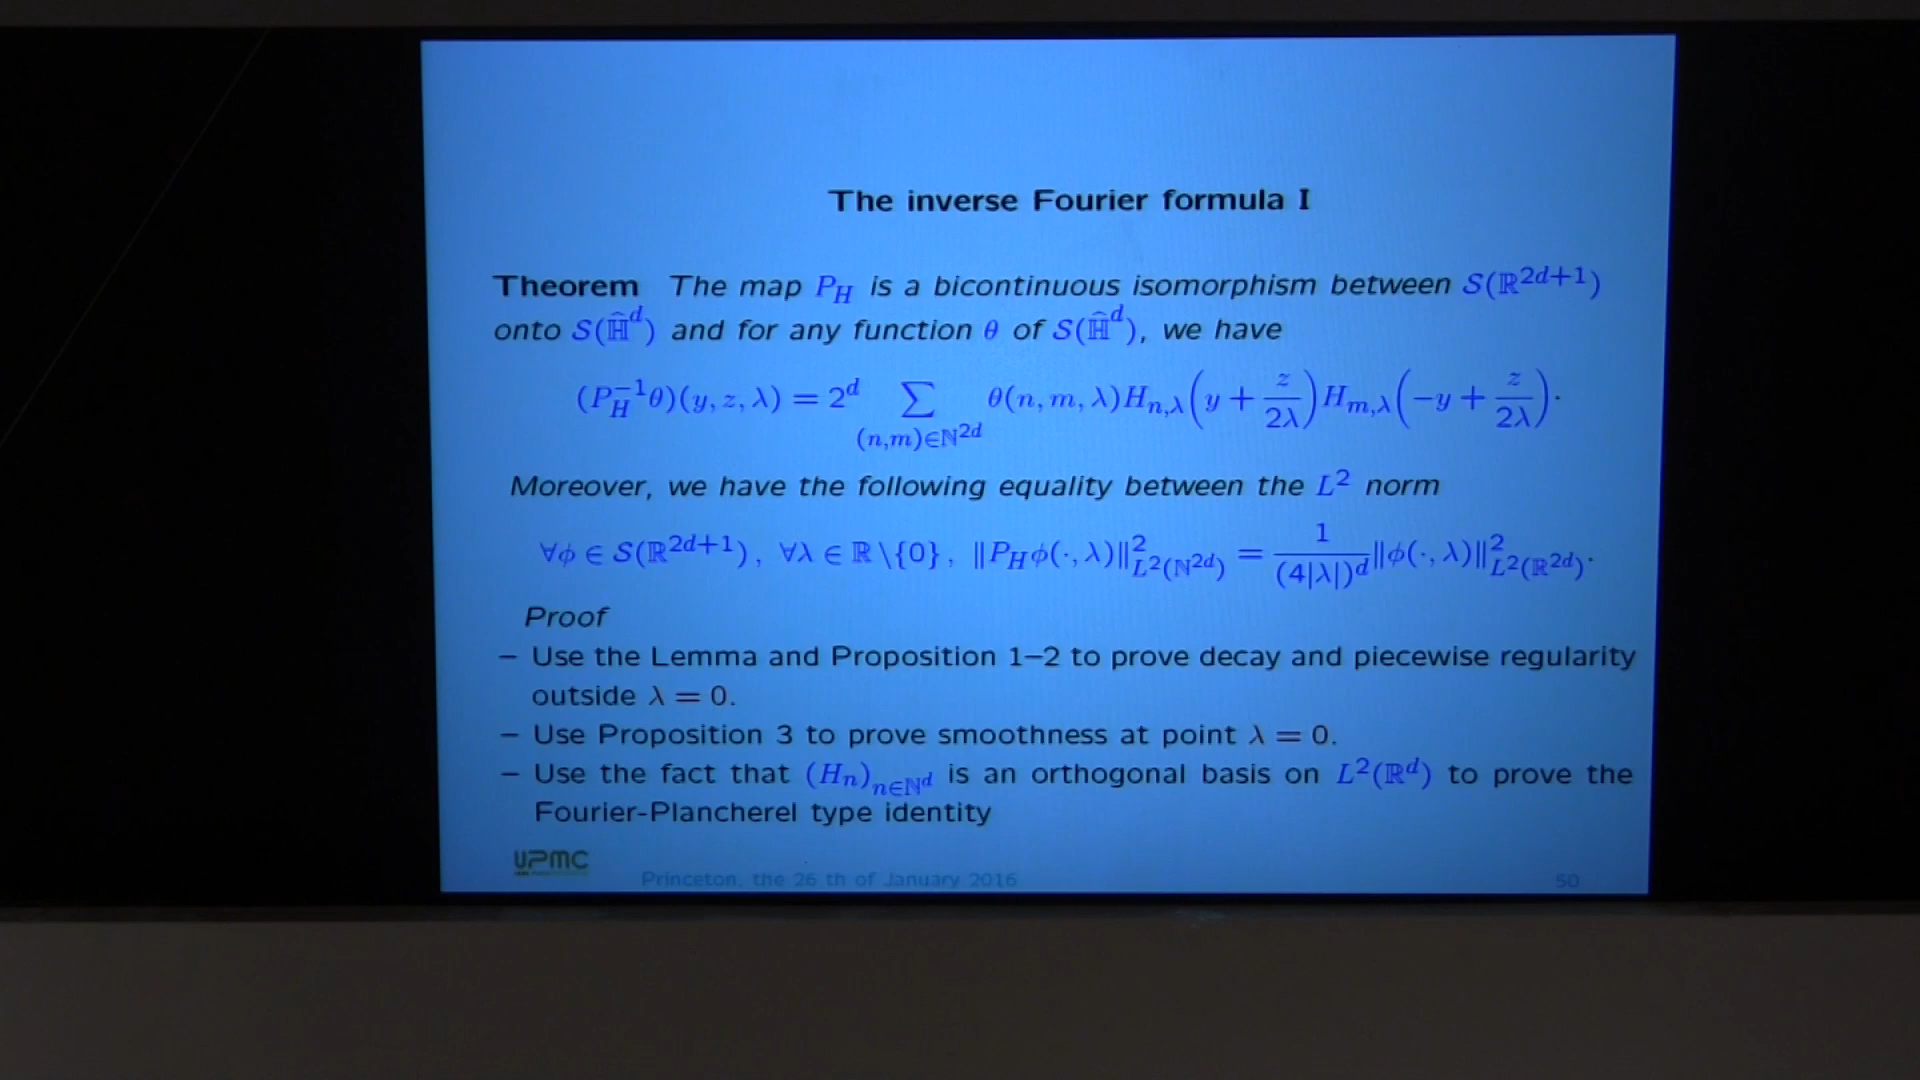 The inverse Fourier formula I
Theorem The map P_H is a bicontinuous isomorphism between 𝒮(ℝ^{2d+1})
onto 𝒮(ℍ̂^d) and for any function θ of 𝒮(ℍ̂^d), we have
(P_H^{-1}θ)(y, z, λ) = 2^d ∑_{(n,m)∈ℕ^{2d}} θ(n, m, λ)H_{n,λ}(y + z/2λ)H_{m,λ}(−y + z/2λ)·
Moreover, we have the following equality between the L² norm
∀φ ∈ 𝒮(ℝ^{2d+1}), ∀λ ∈ ℝ\{0}, ‖P_Hφ(·, λ)‖²_{L²(ℕ^{2d})} = 1/(4|λ|)^d ‖φ(·, λ)‖²_{L²(ℝ^{2d})}·
Proof
– Use the Lemma and Proposition 1–2 to prove decay and piecewise regularity
outside λ = 0.
– Use Proposition 3 to prove smoothness at point λ = 0.
– Use the fact that (H_n)_{n∈ℕ^d} is an orthogonal basis on L²(ℝ^d) to prove the
Fourier-Plancherel type identity
UPMC
Princeton, the 26 th of January 2016
50